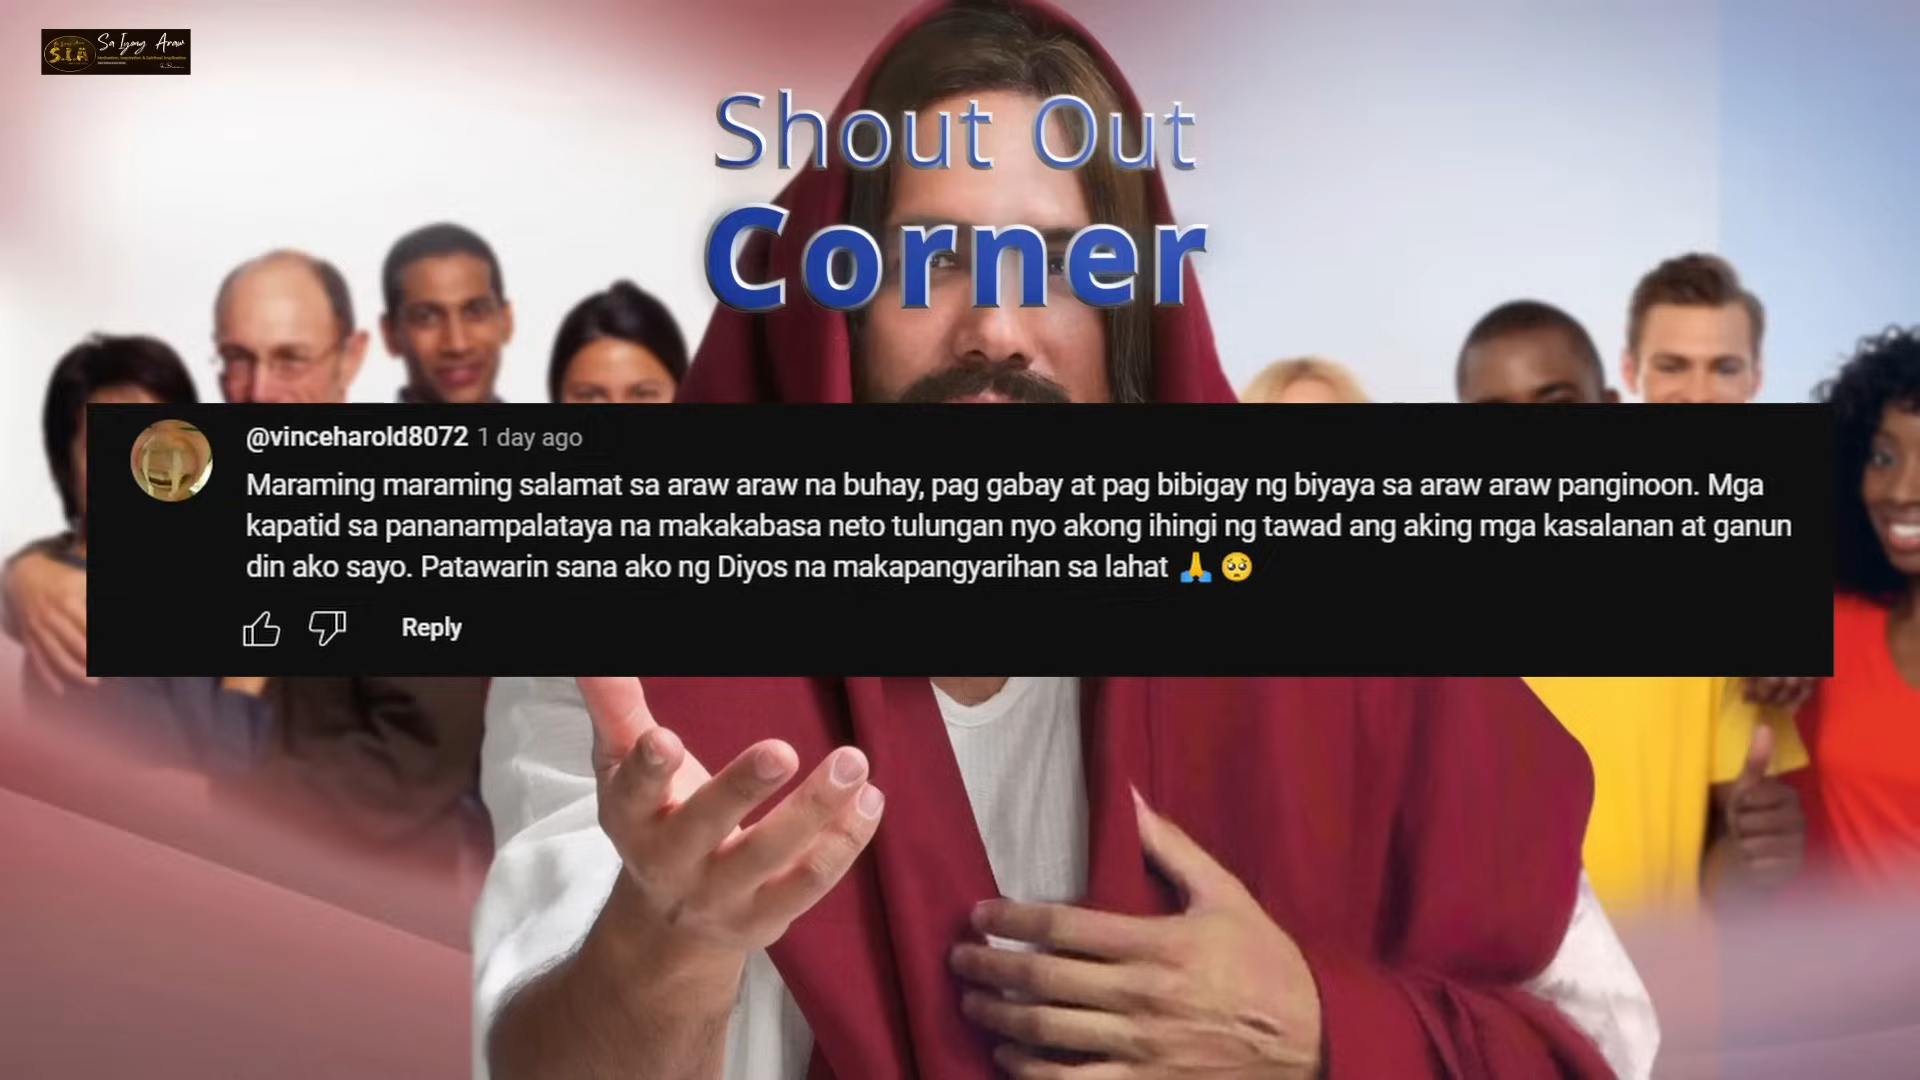 Sa Iyong Araw
S.I.A
Shout Out
Corner
@vinceharold8072 1 day ago
Maraming maraming salamat sa araw araw na buhay, pag gabay at pag bibigay ng biyaya sa araw araw panginoon. Mga
kapatid sa pananampalataya na makakabasa neto tulungan nyo akong ihingi ng tawad ang aking mga kasalanan at ganun
din ako sayo. Patawarin sana ako ng Diyos na makapangyarihan sa lahat 🙏 🥺
Reply